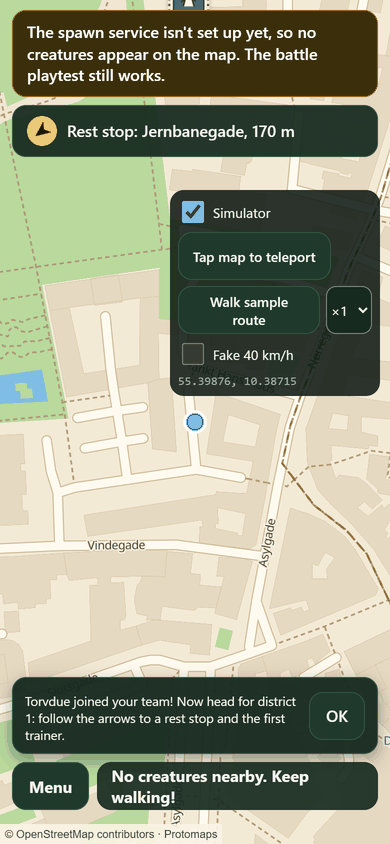 The spawn service isn't set up yet, so no
creatures appear on the map. The battle
playtest still works.
Rest stop: Jernbanegade, 170 m
Simulator
Tap map to teleport
Walk sample
route
×1
Fake 40 km/h
55.39876, 10.38715
Vindegade
Asylgade
Torvdue joined your team! Now head for district
1: follow the arrows to a rest stop and the first
trainer.
OK
Menu
No creatures nearby. Keep
walking!
© OpenStreetMap contributors · Protomaps